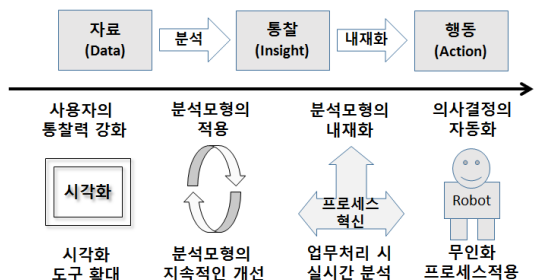 자료
(Data)
분석
통찰
(Insight)
내재화
행동
(Action)
사용자의
통찰력 강화
분석모형의
적용
분석모형의
내재화
의사결정의
자동화
시각화
프로세스
혁신
Robot
시각화
도구 확대
분석모형의
지속적인 개선
업무처리 시
실시간 분석
무인화
프로세스적용